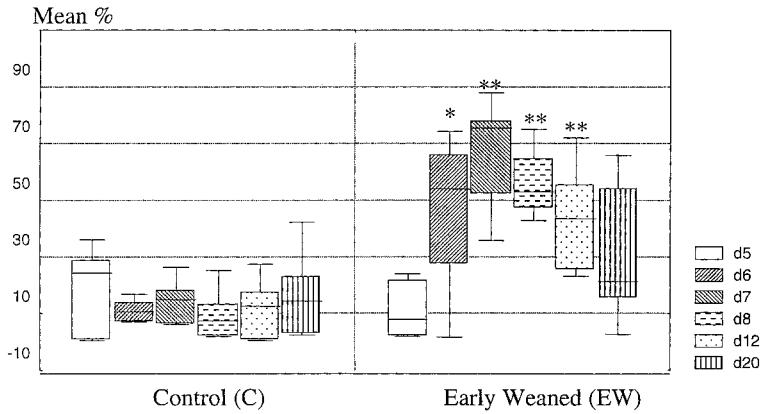 Mean %
90
**
*
**
**
70
50
30
10
-10
d5
d6
d7
d8
d12
d20
Control (C)
Early Weaned (EW)